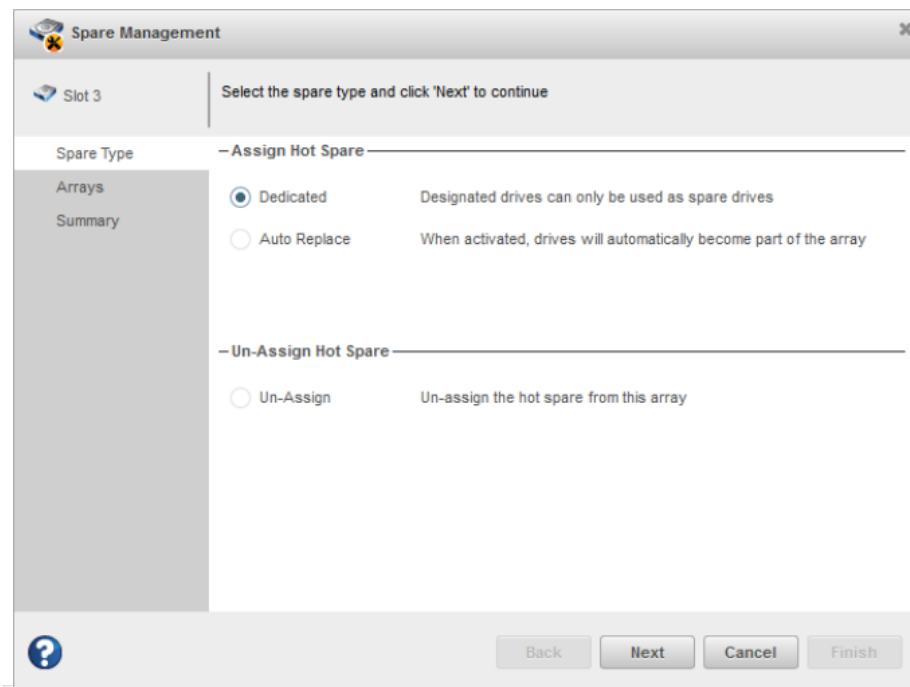 Spare Management
Slot 3
Select the spare type and click 'Next' to continue
Spare Type
Arrays
Summary
Assign Hot Spare
Dedicated Designated drives can only be used as spare drives
Auto Replace When activated, drives will automatically become part of the array
Un-Assign Hot Spare
Un-Assign Un-assign the hot spare from this array
? Back Next Cancel Finish